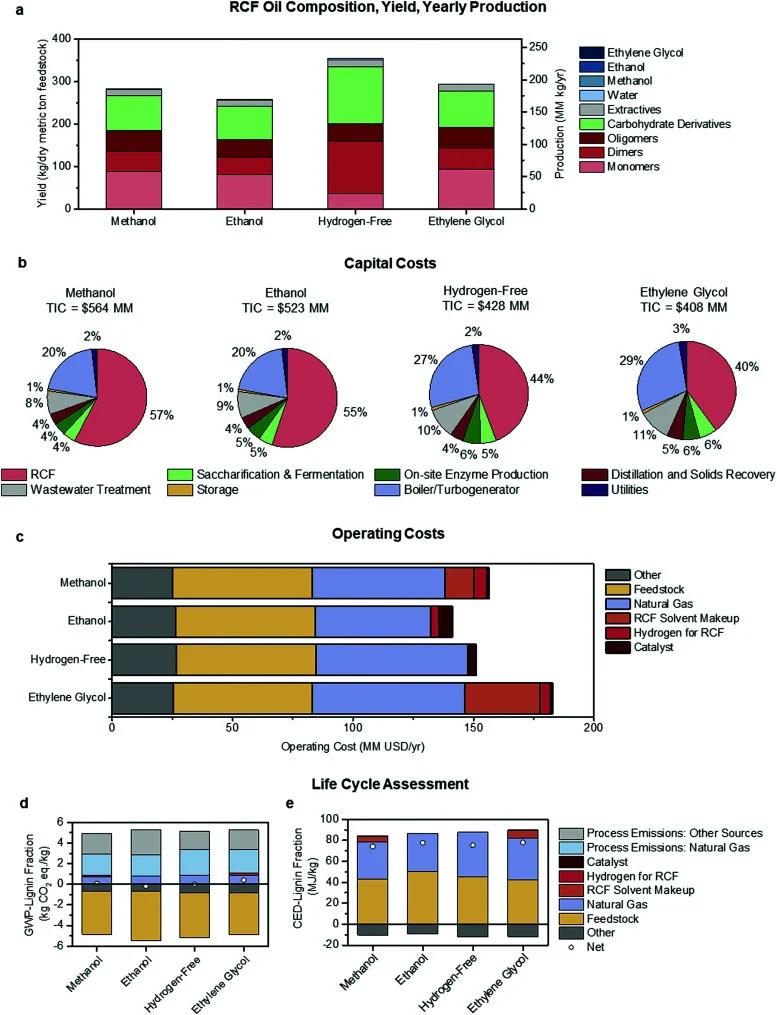 a
RCF Oil Composition, Yield, Yearly Production
Yield (kg/dry metric ton feedstock)
400
300
200
100
0
Methanol
Ethanol
Hydrogen-Free
Ethylene Glycol
250
200
150
100
50
0
Production (MM kg/yr)
Ethylene Glycol
Ethanol
Methanol
Water
Extractives
Carbohydrate Derivatives
Oligomers
Dimers
Monomers
b
Capital Costs
Methanol
TIC = $564 MM
2%
20%
1%
8%
4%
4%
4%
57%
Ethanol
TIC = $523 MM
2%
20%
1%
9%
4%
5%
5%
55%
Hydrogen-Free
TIC = $428 MM
2%
27%
1%
10%
4%
6%
5%
44%
Ethylene Glycol
TIC = $408 MM
3%
29%
1%
11%
5%
6%
6%
40%
RCF
Saccharification & Fermentation
On-site Enzyme Production
Distillation and Solids Recovery
Wastewater Treatment
Storage
Boiler/Turbogenerator
Utilities
c
Operating Costs
Methanol
Ethanol
Hydrogen-Free
Ethylene Glycol
0
50
100
150
200
Operating Cost (MM USD/yr)
Other
Feedstock
Natural Gas
RCF Solvent Makeup
Hydrogen for RCF
Catalyst
Life Cycle Assessment
d
GWP-Lignin Fraction
(kg CO2 eq./kg)
6
4
2
0
-2
-4
-6
Methanol
Ethanol
Hydrogen-Free
Ethylene Glycol
e
CED-Lignin Fraction
(MJ/kg)
100
80
60
40
20
0
-20
Methanol
Ethanol
Hydrogen-Free
Ethylene Glycol
Process Emissions: Other Sources
Process Emissions: Natural Gas
Catalyst
Hydrogen for RCF
RCF Solvent Makeup
Natural Gas
Feedstock
Other
Net